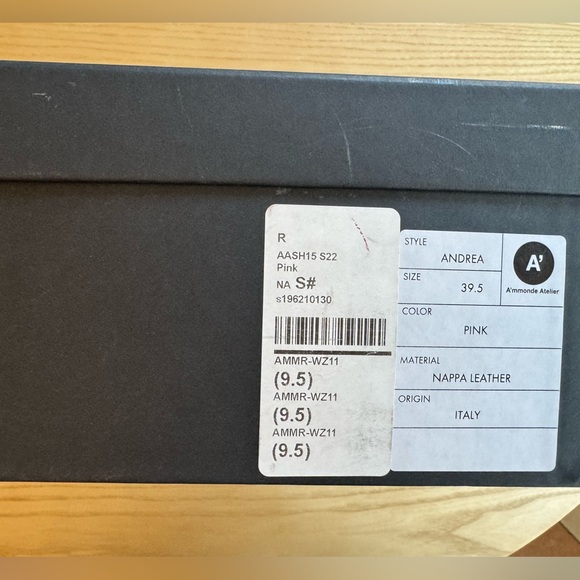 R
AASH15 S22
Pink
NA S#
s196210130
AMMR-WZ11
(9.5)
AMMR-WZ11
(9.5)
AMMR-WZ11
(9.5)
STYLE
ANDREA
SIZE
39.5
A'
A'mmonde Atelier
COLOR
PINK
MATERIAL
NAPPA LEATHER
ORIGIN
ITALY